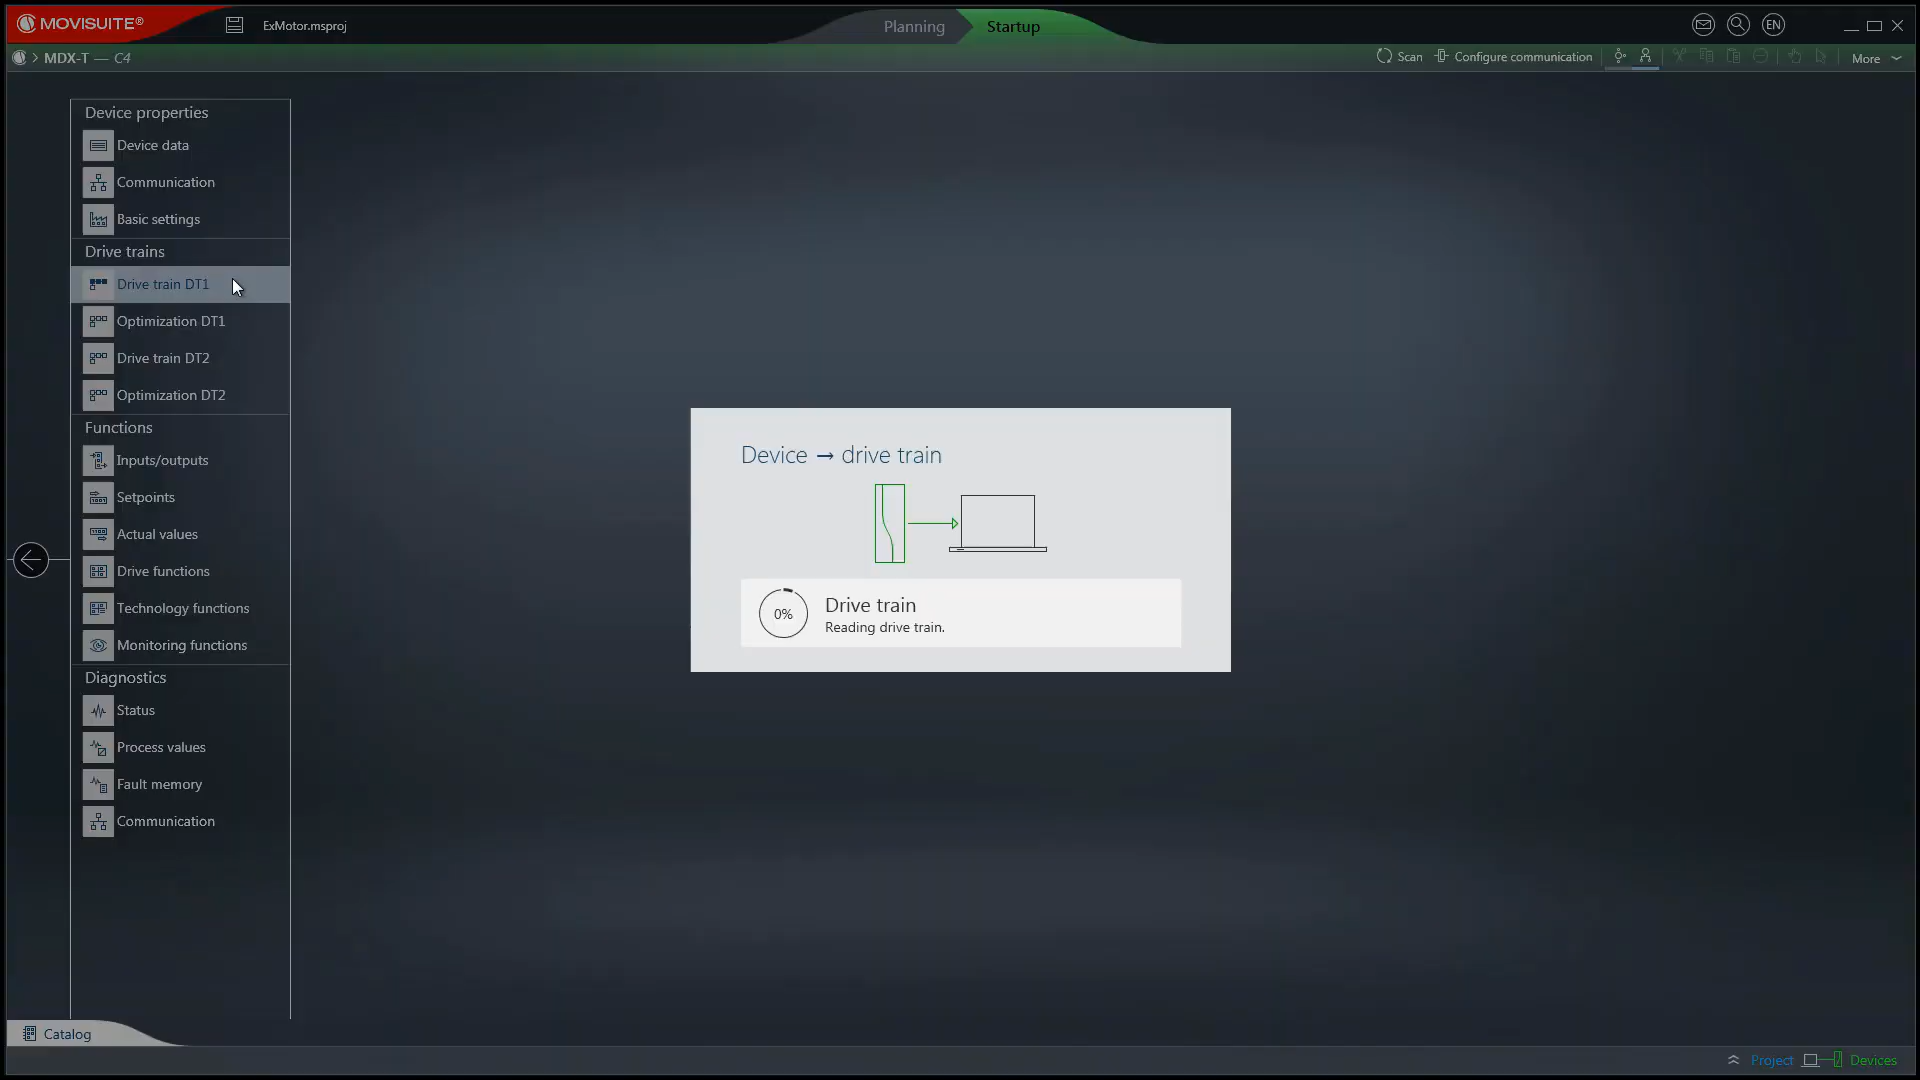 MOVISUITE®
ExMotor.msproj
Planning
Startup
EN
MDX-T — C4
Scan
Configure communication
More
Device properties
Device data
Communication
Basic settings
Drive trains
Drive train DT1
Optimization DT1
Drive train DT2
Optimization DT2
Functions
Inputs/outputs
Setpoints
Actual values
Drive functions
Technology functions
Monitoring functions
Diagnostics
Status
Process values
Fault memory
Communication
Device → drive train
0%
Drive train
Reading drive train.
Catalog
Project
Devices